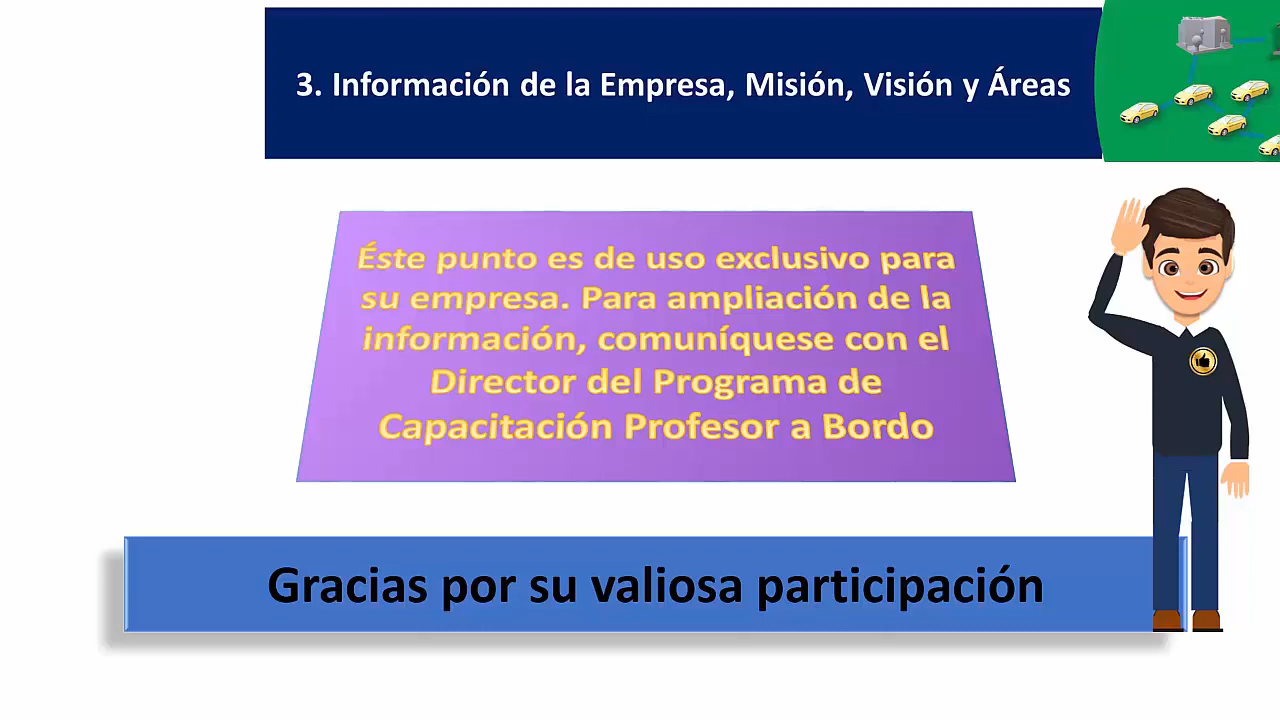 3. Información de la Empresa, Misión, Visión y Áreas
Éste punto es de uso exclusivo para
su empresa. Para ampliación de la
información, comuníquese con el
Director del Programa de
Capacitación Profesor a Bordo
Gracias por su valiosa participación